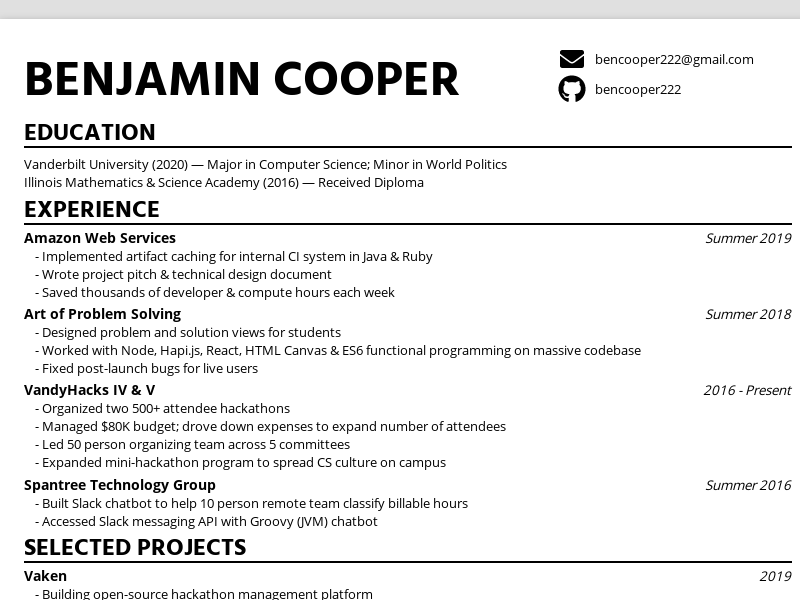 BENJAMIN COOPER
bencooper222@gmail.com
bencooper222
EDUCATION
Vanderbilt University (2020) — Major in Computer Science; Minor in World Politics
Illinois Mathematics & Science Academy (2016) — Received Diploma
EXPERIENCE
Amazon Web Services Summer 2019
- Implemented artifact caching for internal CI system in Java & Ruby
- Wrote project pitch & technical design document
- Saved thousands of developer & compute hours each week
Art of Problem Solving Summer 2018
- Designed problem and solution views for students
- Worked with Node, Hapi.js, React, HTML Canvas & ES6 functional programming on massive codebase
- Fixed post-launch bugs for live users
VandyHacks IV & V 2016 - Present
- Organized two 500+ attendee hackathons
- Managed $80K budget; drove down expenses to expand number of attendees
- Led 50 person organizing team across 5 committees
- Expanded mini-hackathon program to spread CS culture on campus
Spantree Technology Group Summer 2016
- Built Slack chatbot to help 10 person remote team classify billable hours
- Accessed Slack messaging API with Groovy (JVM) chatbot
SELECTED PROJECTS
Vaken 2019
- Building open-source hackathon management platform